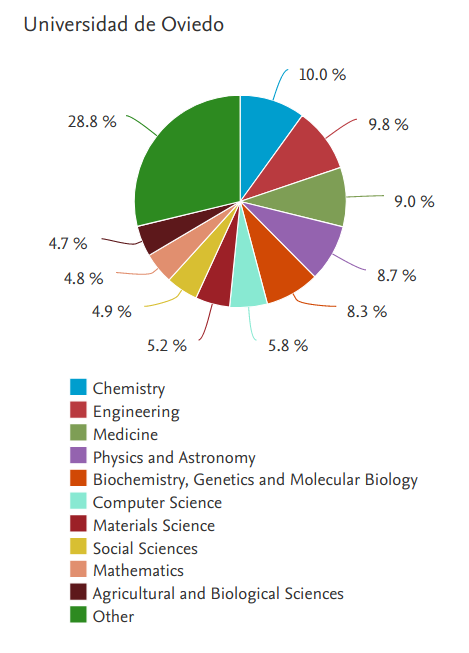 Universidad de Oviedo
10.0 %
28.8 %
9.8 %
9.0 %
4.7 %
8.7 %
4.8 %
4.9 %
8.3 %
5.2 %
5.8 %
Chemistry
Engineering
Medicine
Physics and Astronomy
Biochemistry, Genetics and Molecular Biology
Computer Science
Materials Science
Social Sciences
Mathematics
Agricultural and Biological Sciences
Other